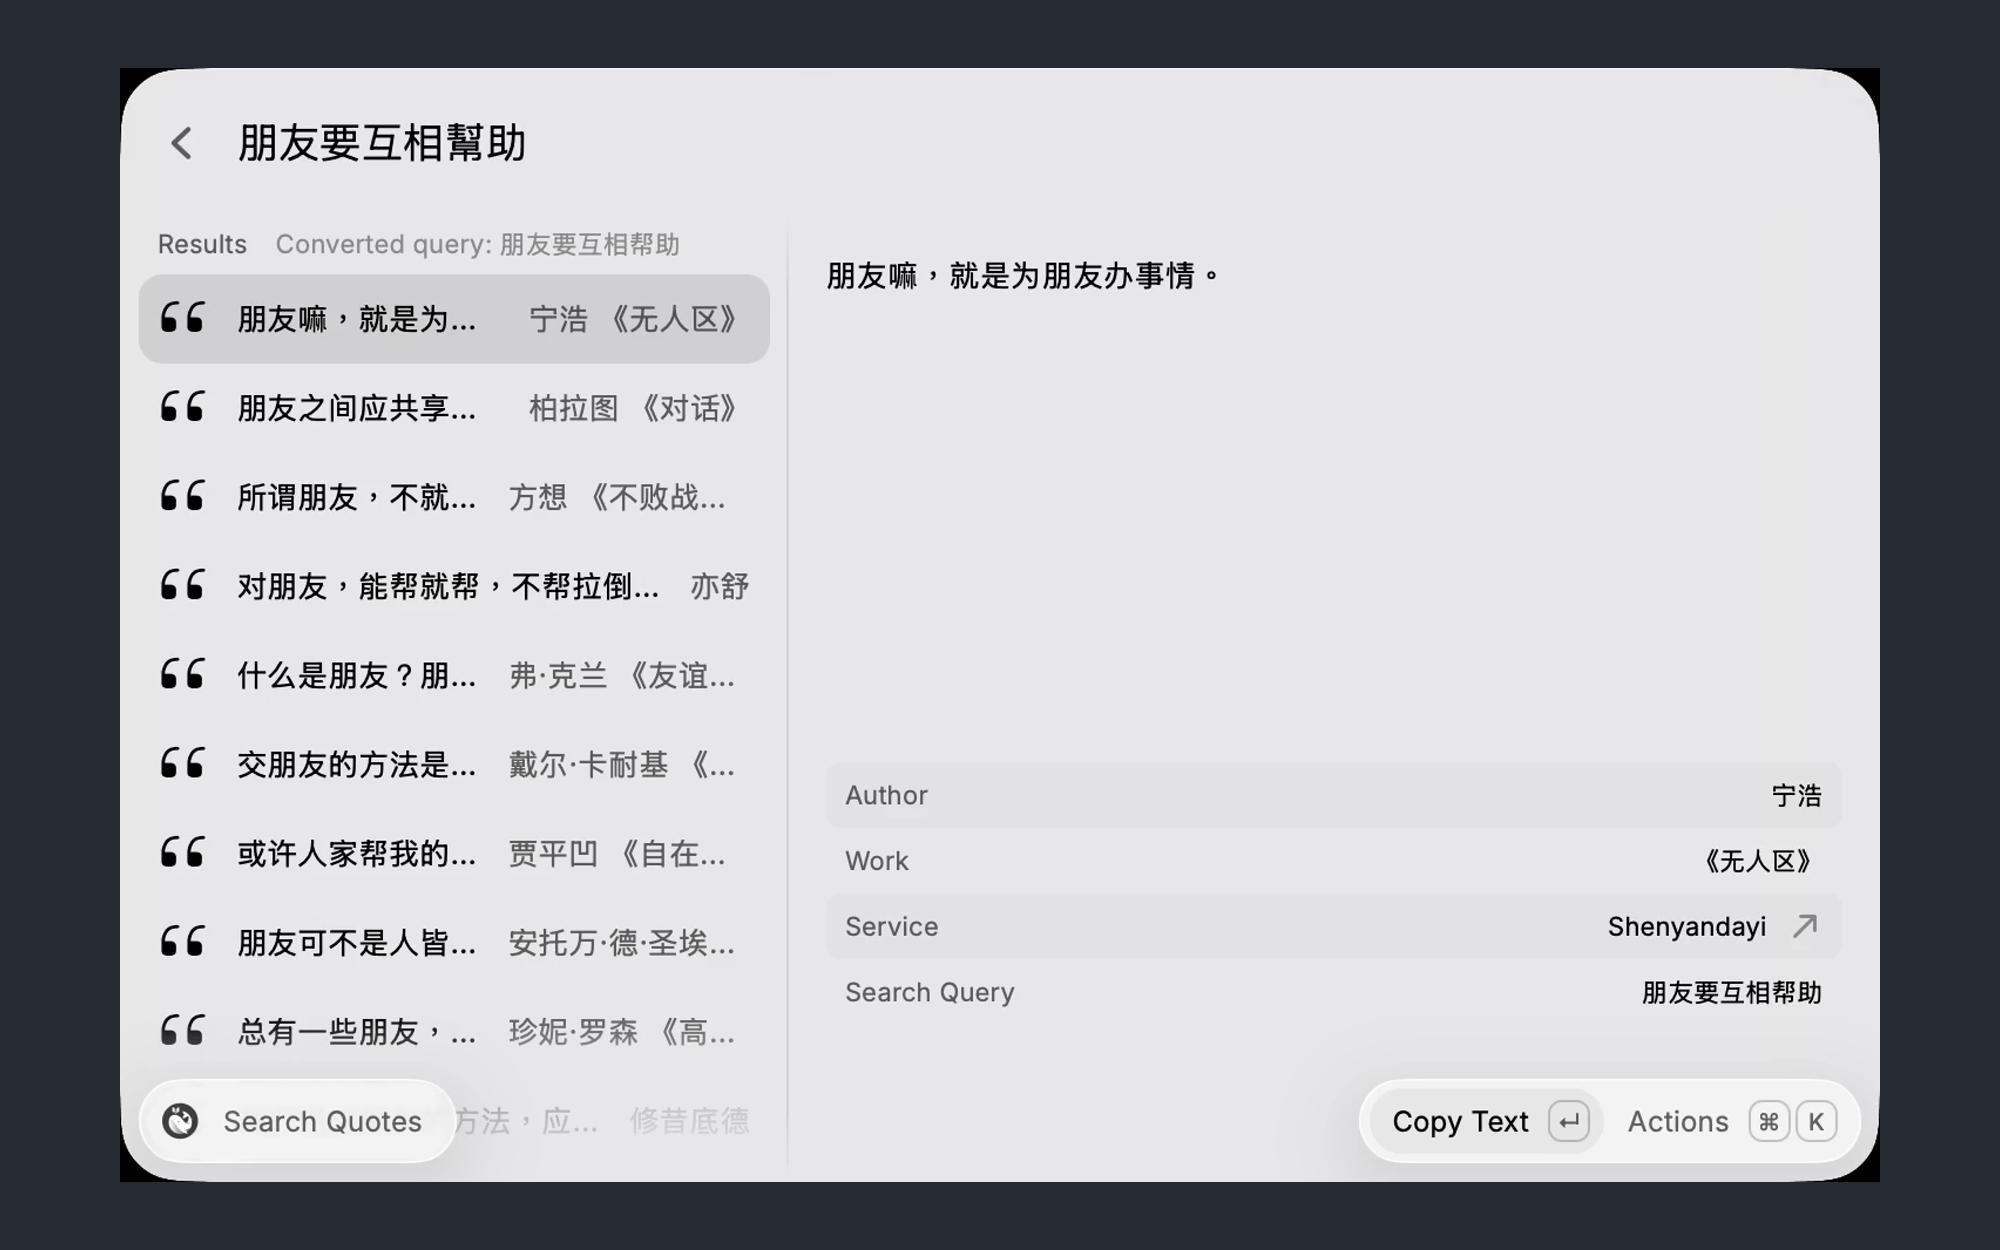 朋友要互相幫助
Results Converted query: 朋友要互相帮助
朋友嘛，就是为... 宁浩 《无人区》
朋友之间应共享... 柏拉图 《对话》
所谓朋友，不就... 方想 《不败战...
对朋友，能帮就帮，不帮拉倒... 亦舒
什么是朋友？朋... 弗·克兰 《友谊...
交朋友的方法是... 戴尔·卡耐基 《...
或许人家帮我的... 贾平凹 《自在...
朋友可不是人皆... 安托万·德·圣埃...
总有一些朋友，... 珍妮·罗森 《高...
方法，应... 修昔底德
Search Quotes
朋友嘛，就是为朋友办事情。
Author 宁浩
Work 《无人区》
Service Shenyandayi
Search Query 朋友要互相帮助
Copy Text ↵ Actions ⌘ K